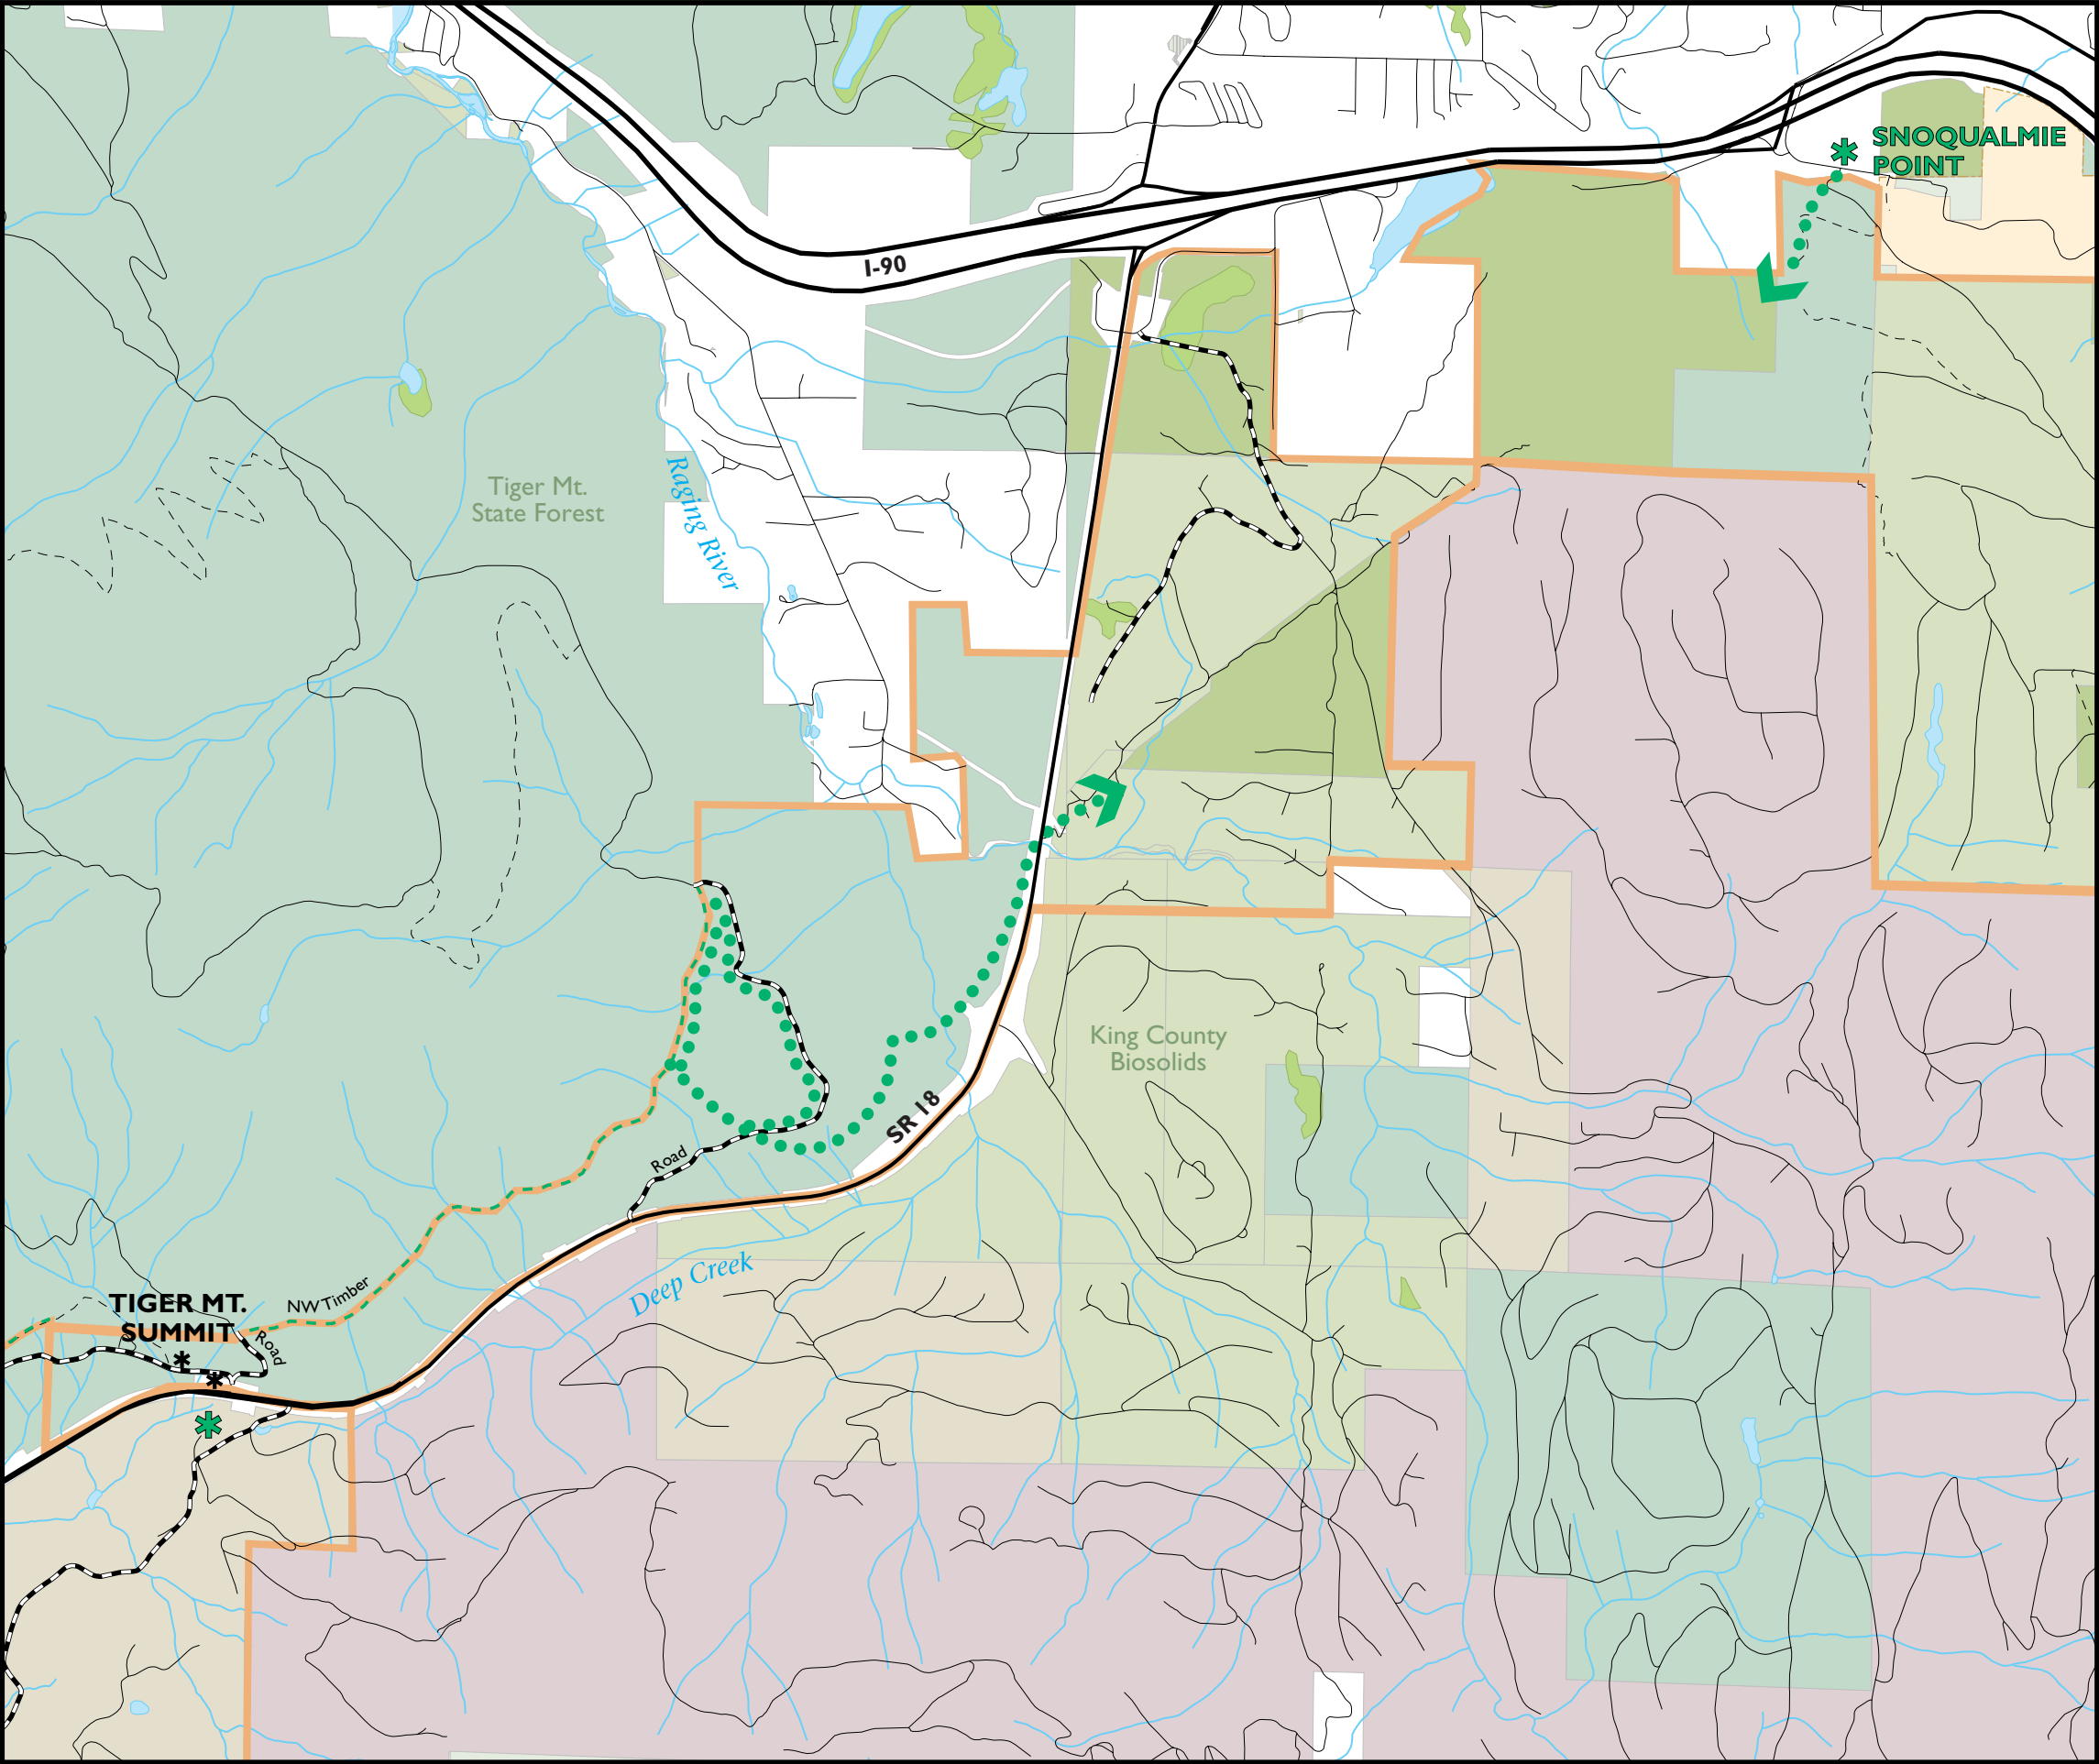 SNOQUALMIE
POINT
I-90
Tiger Mt.
State Forest
Raging River
King County
Biosolids
SR 18
Road
Deep Creek
NW Timber
TIGER MT.
SUMMIT
Road